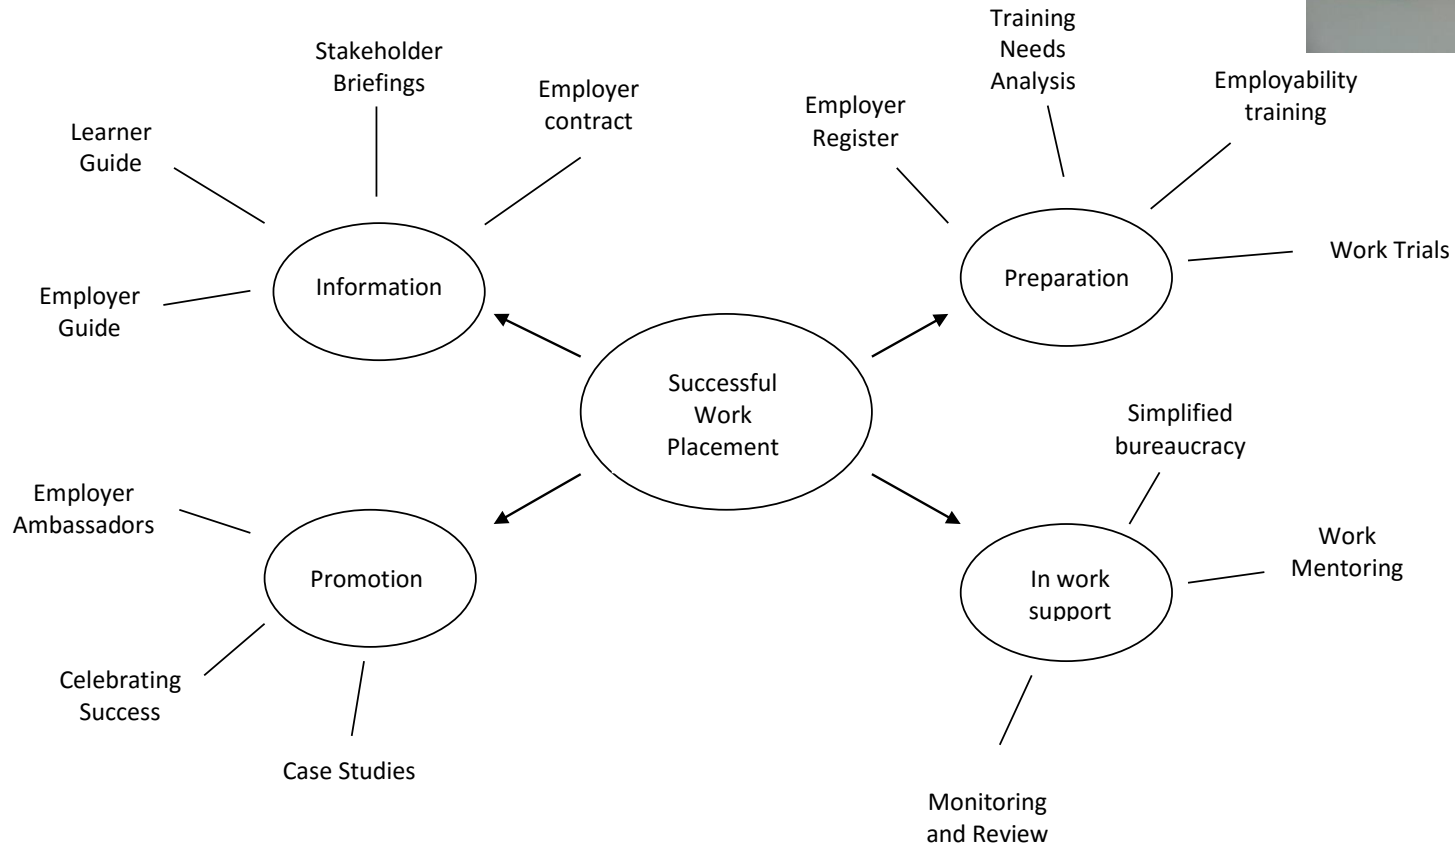 Stakeholder
Briefings
Employer
contract
Learner
Guide
Employer
Guide
Information
Training
Needs
Analysis
Employer
Register
Employability
training
Work Trials
Preparation
Successful
Work
Placement
Employer
Ambassadors
Promotion
Celebrating
Success
Case Studies
Simplified
bureaucracy
Work
Mentoring
In work
support
Monitoring
and Review